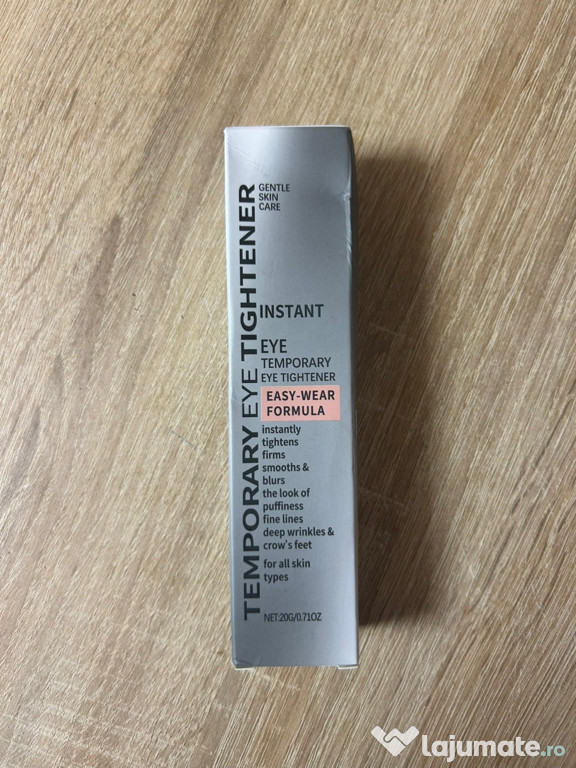 TEMPORARY EYE TIGHTENER
GENTLE
SKIN
CARE
INSTANT
EYE
TEMPORARY
EYE TIGHTENER
EASY-WEAR
FORMULA
instantly
tightens
firms
smooths &
blurs
the look of
puffiness
fine lines
deep wrinkles &
crow's feet
for all skin
types
NET:20G/0.71OZ
lajumate.ro